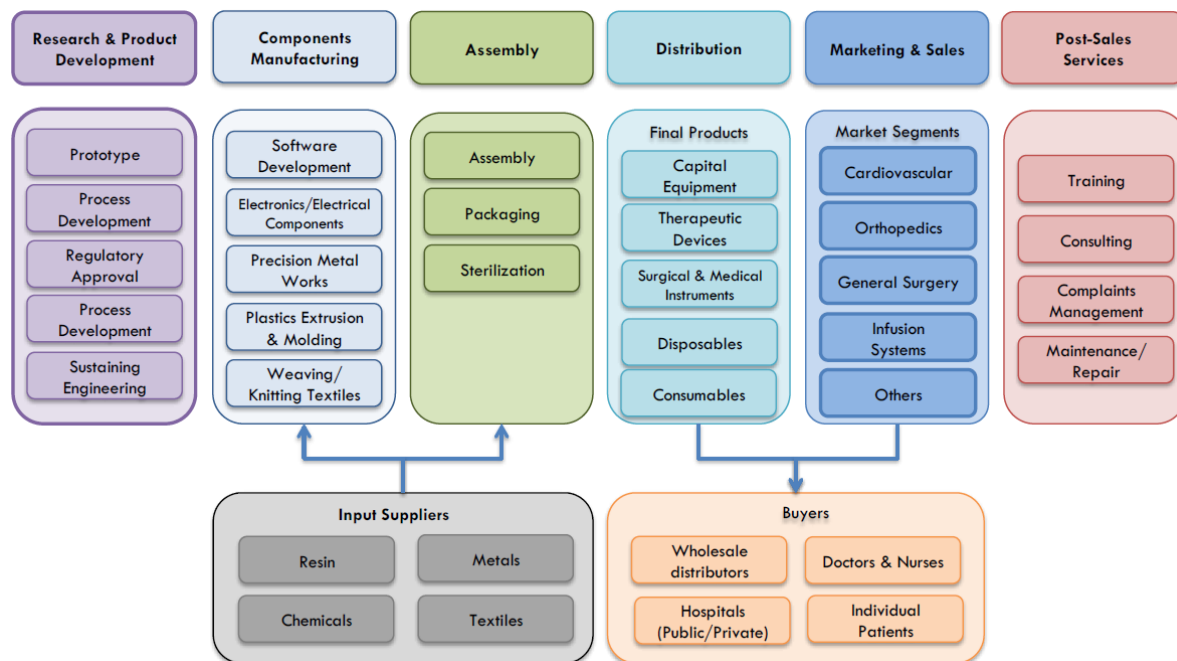 Research & Product
Development
Components
Manufacturing
Assembly
Distribution
Marketing & Sales
Post-Sales
Services
Prototype
Process
Development
Regulatory
Approval
Process
Development
Sustaining
Engineering
Software
Development
Electronics/Electrical
Components
Precision Metal
Works
Plastics Extrusion
& Molding
Weaving/
Knitting Textiles
Assembly
Packaging
Sterilization
Final Products
Capital
Equipment
Therapeutic
Devices
Surgical & Medical
Instruments
Disposables
Consumables
Market Segments
Cardiovascular
Orthopedics
General Surgery
Infusion
Systems
Others
Training
Consulting
Complaints
Management
Maintenance/
Repair
Input Suppliers
Resin
Metals
Chemicals
Textiles
Buyers
Wholesale
distributors
Doctors & Nurses
Hospitals
(Public/Private)
Individual
Patients